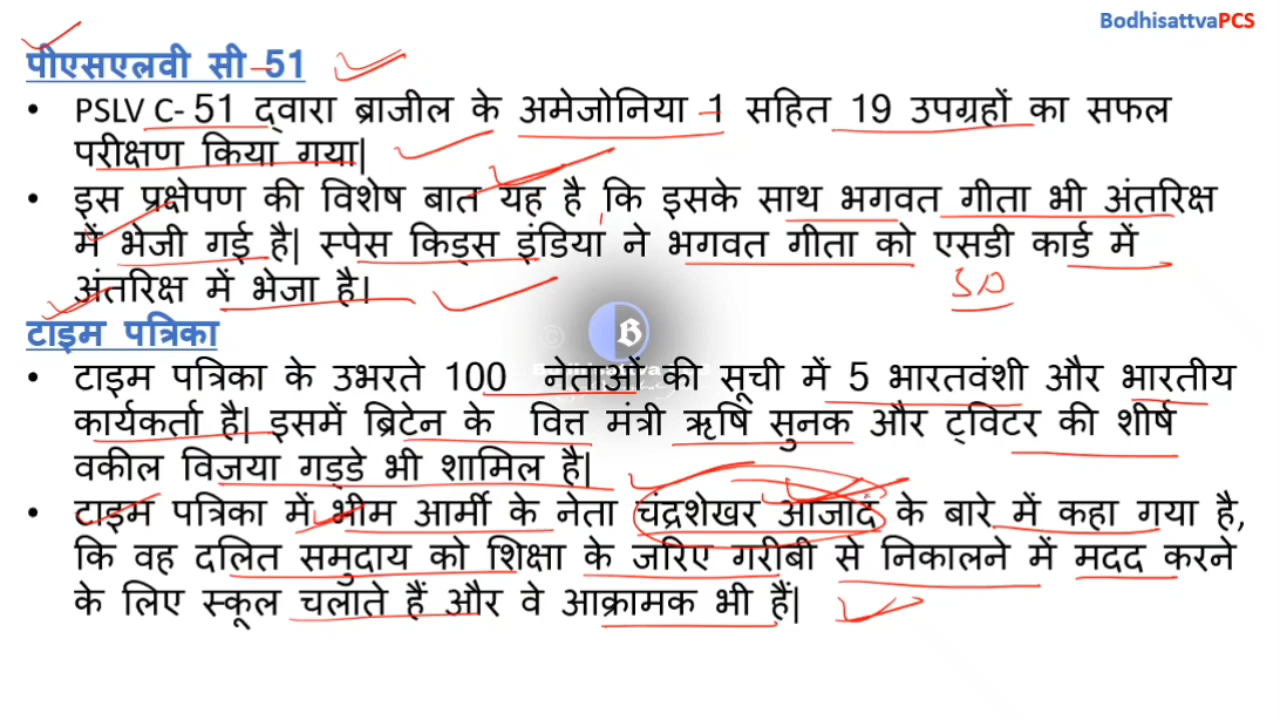 BodhisattvaPCS
पीएसएलवी सी -51
• PSLV C- 51 द्वारा ब्राजील के अमेजोनिया -1 सहित 19 उपग्रहों का सफल
परीक्षण किया गया|
• इस प्रक्षेपण की विशेष बात यह है कि इसके साथ भगवत गीता भी अंतरिक्ष
में भेजी गई है| स्पेस किड्स इंडिया ने भगवत गीता को एसडी कार्ड में
अंतरिक्ष में भेजा है।
SD
टाइम पत्रिका
• टाइम पत्रिका के उभरते 100 नेताओं की सूची में 5 भारतवंशी और भारतीय
कार्यकर्ता है| इसमें ब्रिटेन के वित्त मंत्री ऋषि सुनक और ट्विटर की शीर्ष
वकील विजया गड्डे भी शामिल है|
• टाइम पत्रिका में भीम आर्मी के नेता चंद्रशेखर आजाद के बारे में कहा गया है,
कि वह दलित समुदाय को शिक्षा के जरिए गरीबी से निकालने में मदद करने
के लिए स्कूल चलाते हैं और वे आक्रामक भी हैं|